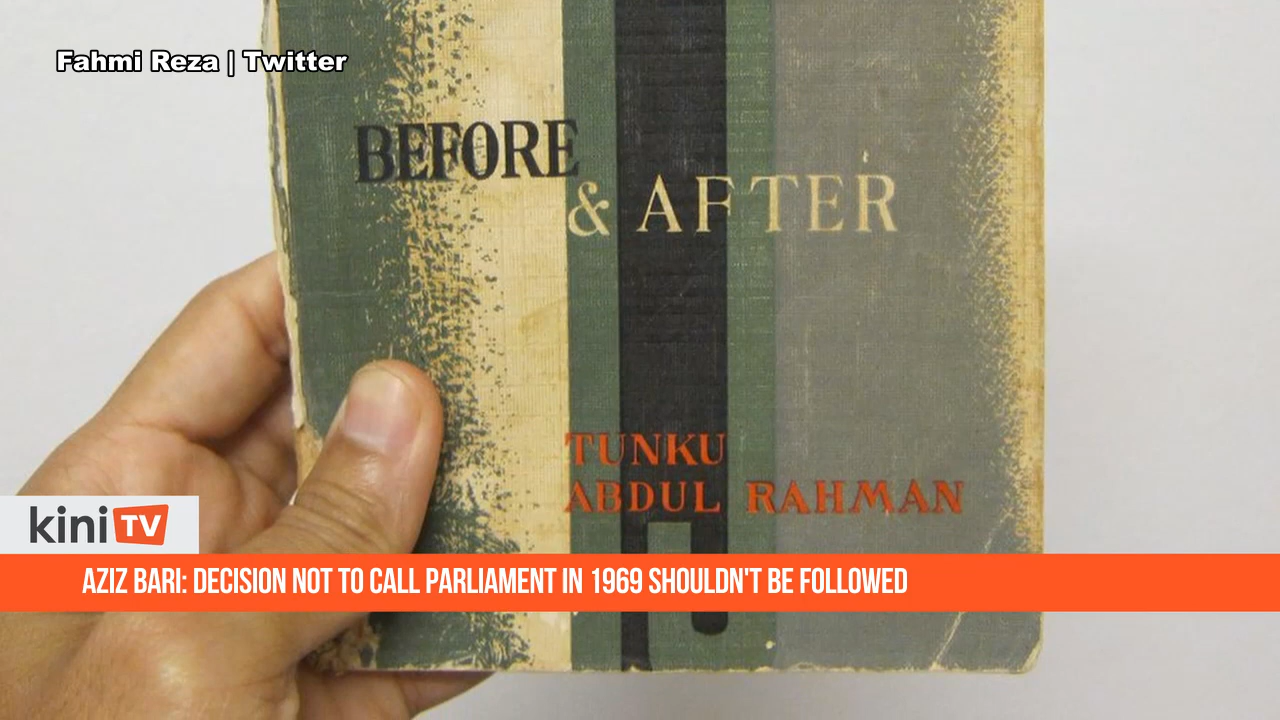 Fahmi Reza | Twitter
BEFORE
& AFTER
TUNKU
ABDUL RAHMAN
kini TV
AZIZ BARI: DECISION NOT TO CALL PARLIAMENT IN 1969 SHOULDN'T BE FOLLOWED